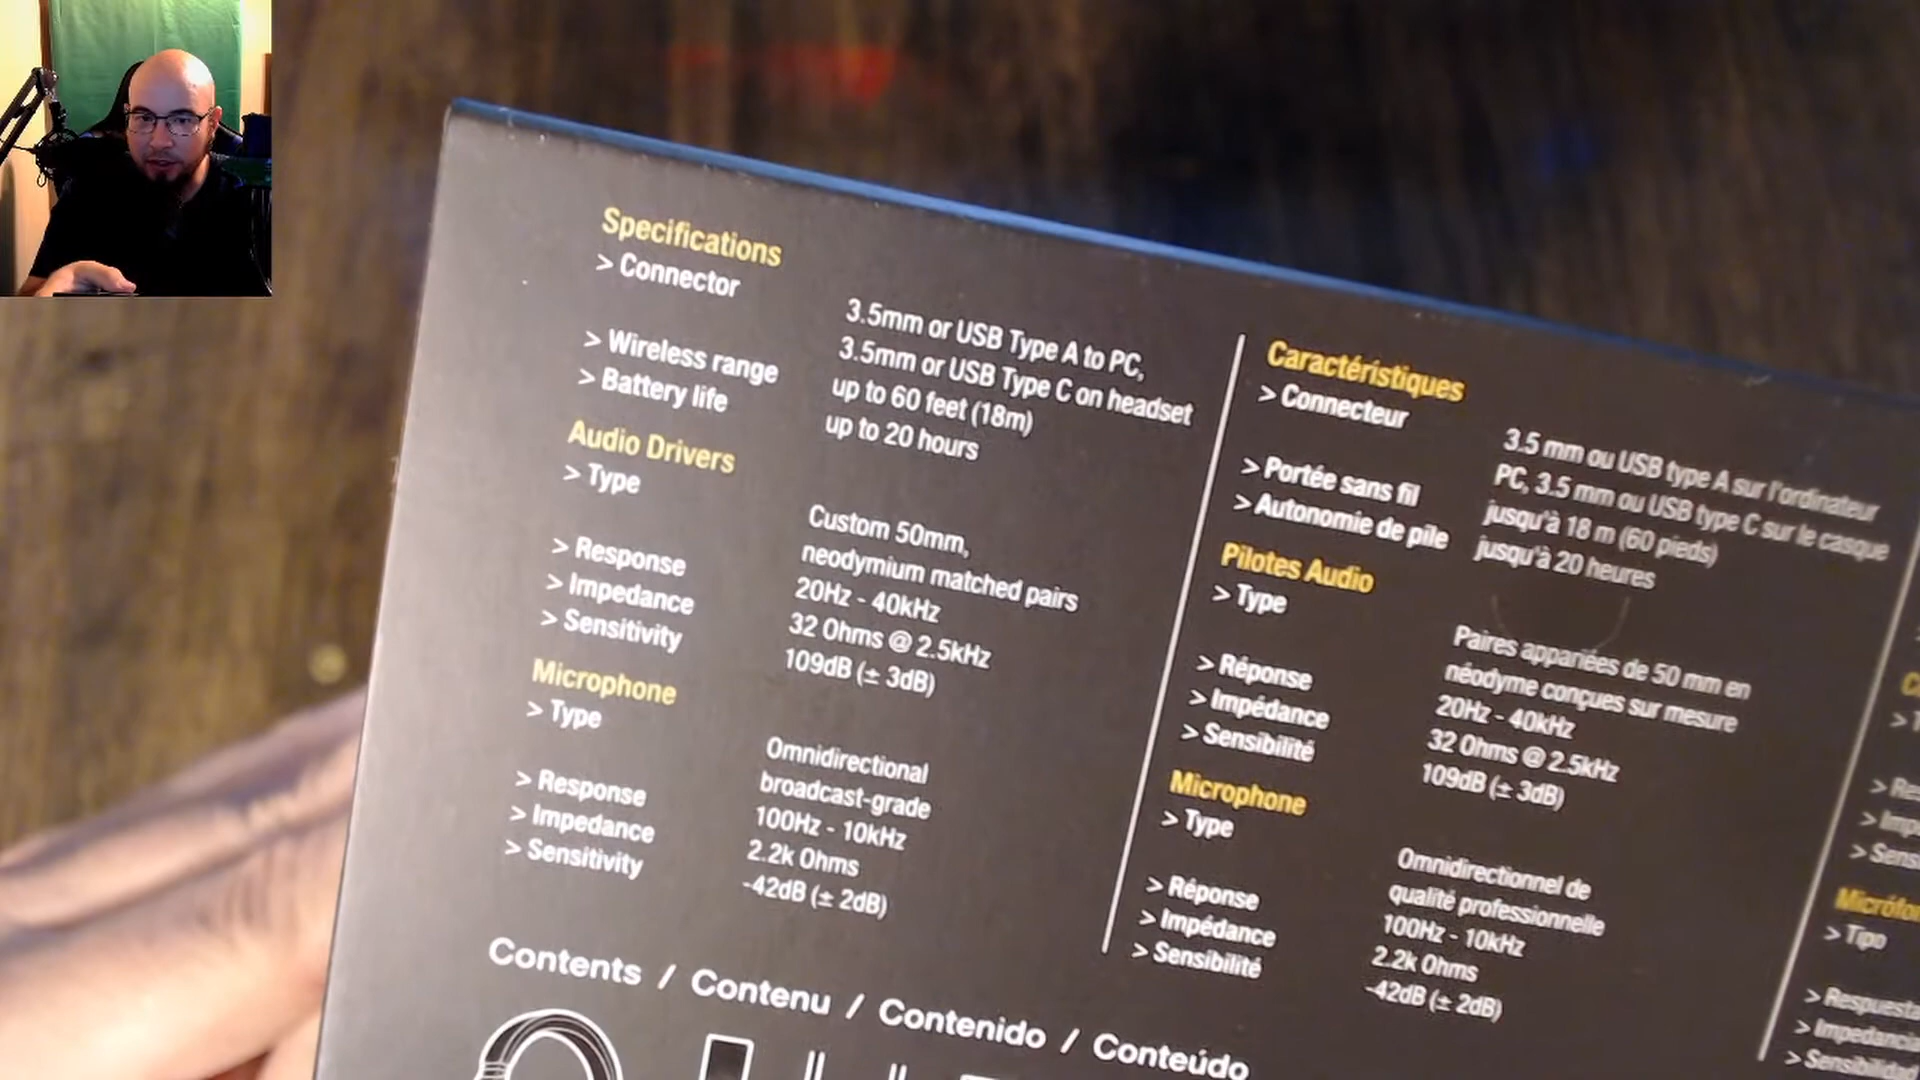 Specifications
> Connector
3.5mm or USB Type A to PC,
3.5mm or USB Type C on headset
> Wireless range
up to 60 feet (18m)
> Battery life
up to 20 hours
Audio Drivers
> Type
Custom 50mm,
neodymium matched pairs
> Response
20Hz - 40kHz
> Impedance
32 Ohms @ 2.5kHz
> Sensitivity
109dB (± 3dB)
Microphone
> Type
Omnidirectional
broadcast-grade
> Response
100Hz - 10kHz
> Impedance
2.2k Ohms
> Sensitivity
-42dB (± 2dB)
Caractéristiques
> Connecteur
3.5 mm ou USB type A sur l'ordinateur
PC, 3.5 mm ou USB type C sur le casque
> Portée sans fil
jusqu'à 18 m (60 pieds)
> Autonomie de pile
jusqu'à 20 heures
Pilotes Audio
> Type
Paires appariées de 50 mm en
néodyme conçues sur mesure
> Réponse
20Hz - 40kHz
> Impédance
32 Ohms @ 2.5kHz
> Sensibilité
109dB (± 3dB)
Microphone
> Type
Omnidirectionnel de
qualité professionnelle
> Réponse
100Hz - 10kHz
> Impédance
2.2k Ohms
> Sensibilité
-42dB (± 2dB)
> Tipo
> Respuesta
> Sensibilidad
Contents / Contenu / Contenido / Conteúdo